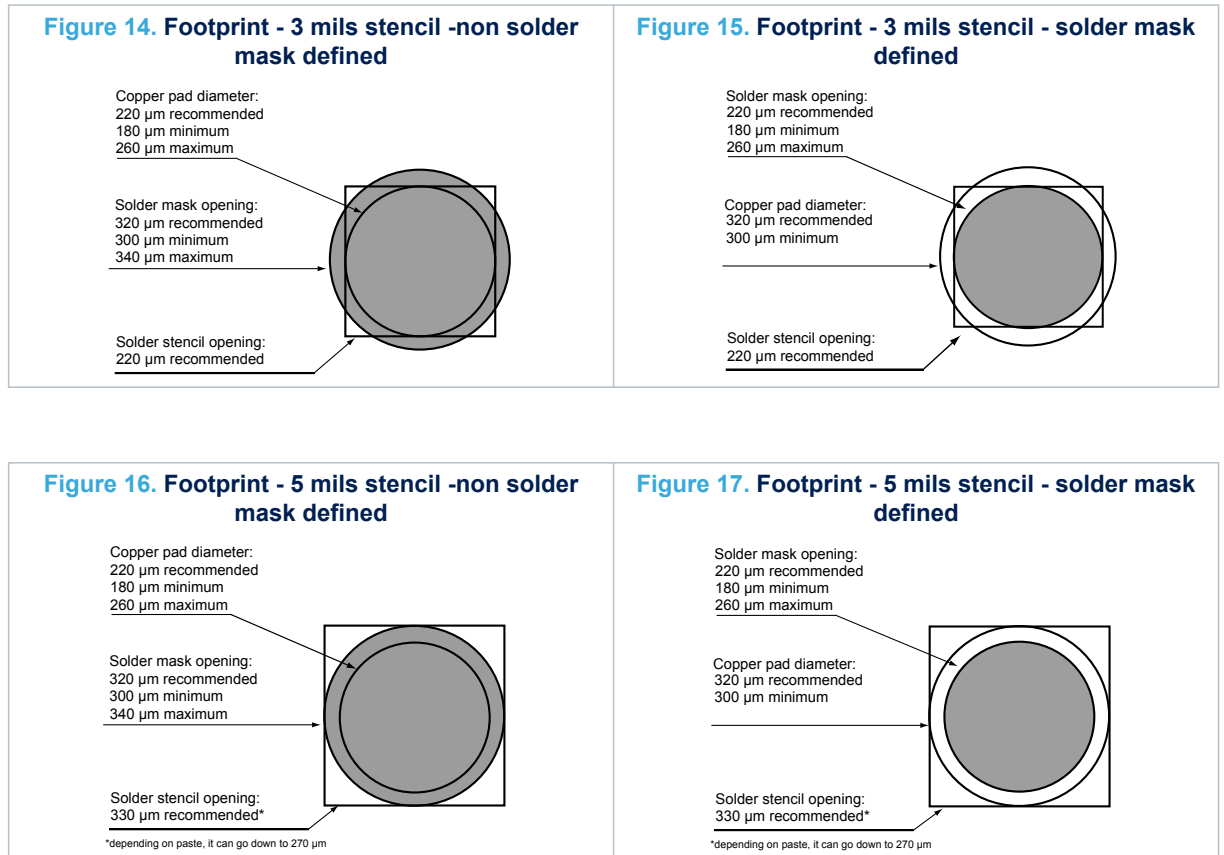 Figure 14. Footprint - 3 mils stencil -non solder
mask defined
Copper pad diameter:
220 µm recommended
180 µm minimum
260 µm maximum
Solder mask opening:
320 µm recommended
300 µm minimum
340 µm maximum
Solder stencil opening:
220 µm recommended
Figure 15. Footprint - 3 mils stencil - solder mask
defined
Solder mask opening:
220 µm recommended
180 µm minimum
260 µm maximum
Copper pad diameter:
320 µm recommended
300 µm minimum
Solder stencil opening:
220 µm recommended
Figure 16. Footprint - 5 mils stencil -non solder
mask defined
Copper pad diameter:
220 µm recommended
180 µm minimum
260 µm maximum
Solder mask opening:
320 µm recommended
300 µm minimum
340 µm maximum
Solder stencil opening:
330 µm recommended*
*depending on paste, it can go down to 270 µm
Figure 17. Footprint - 5 mils stencil - solder mask
defined
Solder mask opening:
220 µm recommended
180 µm minimum
260 µm maximum
Copper pad diameter:
320 µm recommended
300 µm minimum
Solder stencil opening:
330 µm recommended*
*depending on paste, it can go down to 270 µm